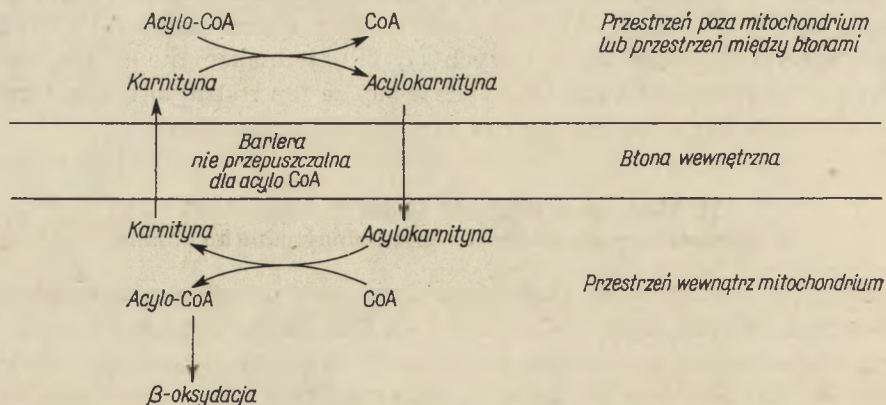 Acylo-CoA CoA Przestrzeń poza mitochondrium
lub przestrzeń między błonami
Karnityna Acylokarnityna
Bariera
nie przepuszczalna
dla acylo CoA
Błona wewnętrzna
Karnityna Acylokarnityna
Acylo-CoA CoA Przestrzeń wewnątrz mitochondrium
β-oksydacja